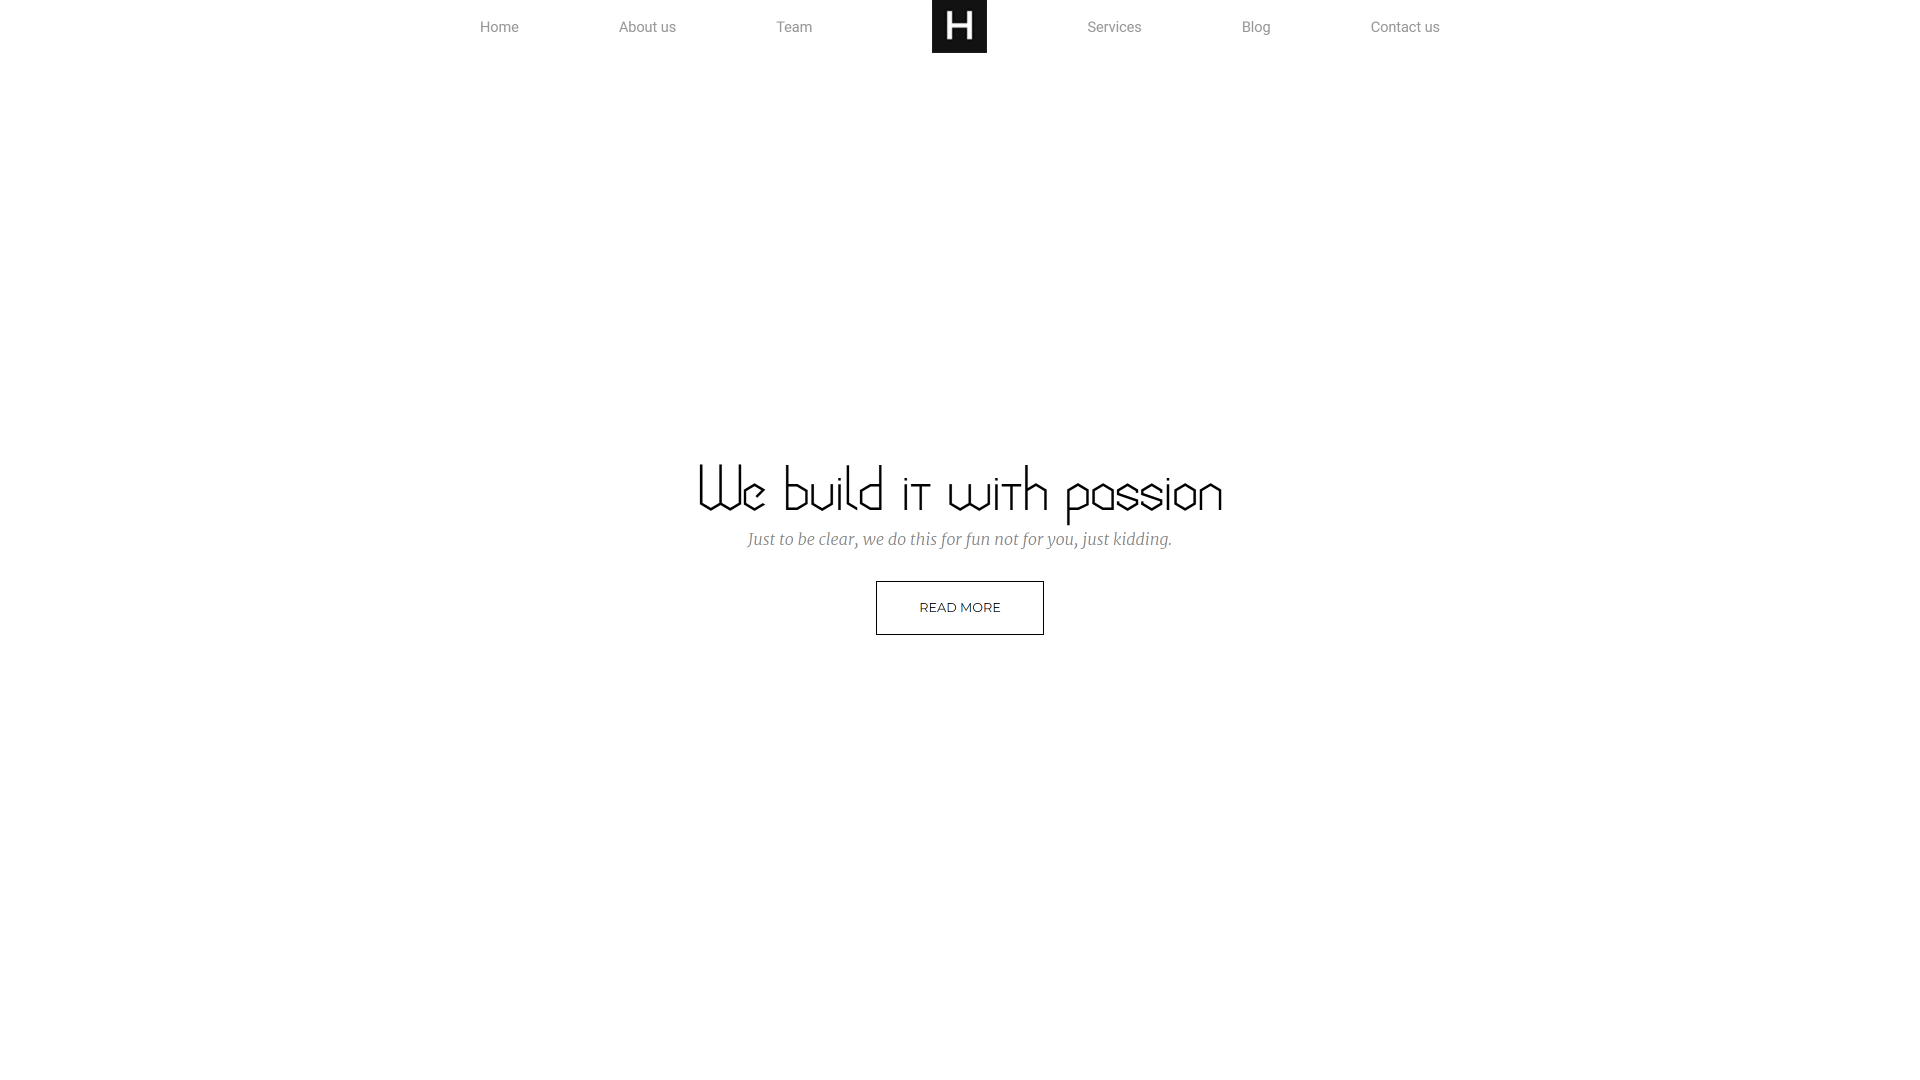 Home About us Team H Services Blog Contact us
We build it with passion
Just to be clear, we do this for fun not for you, just kidding.
READ MORE